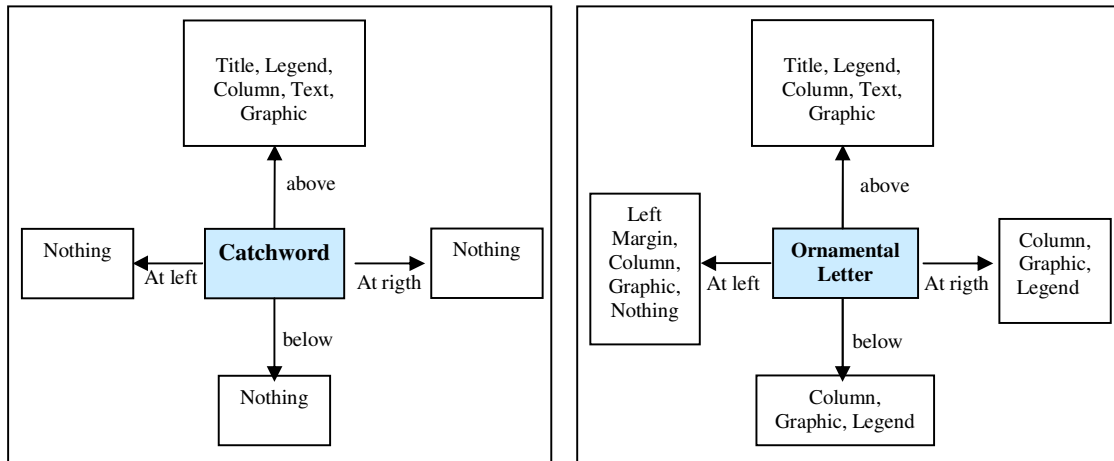 Title, Legend,
Column, Text,
Graphic
above
Nothing
At left
Catchword
At rigth
Nothing
below
Nothing
Title, Legend,
Column, Text,
Graphic
above
Left
Margin,
Column,
Graphic,
Nothing
At left
Ornamental
Letter
At rigth
Column,
Graphic,
Legend
below
Column,
Graphic, Legend